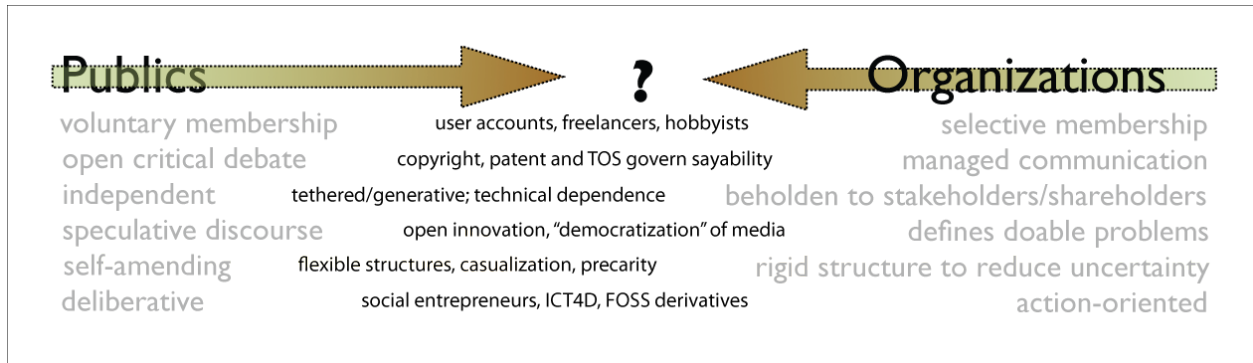 Publics ? Organizations
voluntary membership user accounts, freelancers, hobbyists selective membership
open critical debate copyright, patent and TOS govern sayability managed communication
independent tethered/generative; technical dependence beholden to stakeholders/shareholders
speculative discourse open innovation, “democratization” of media defines doable problems
self-amending flexible structures, casualization, precarity rigid structure to reduce uncertainty
deliberative social entrepreneurs, ICT4D, FOSS derivatives action-oriented